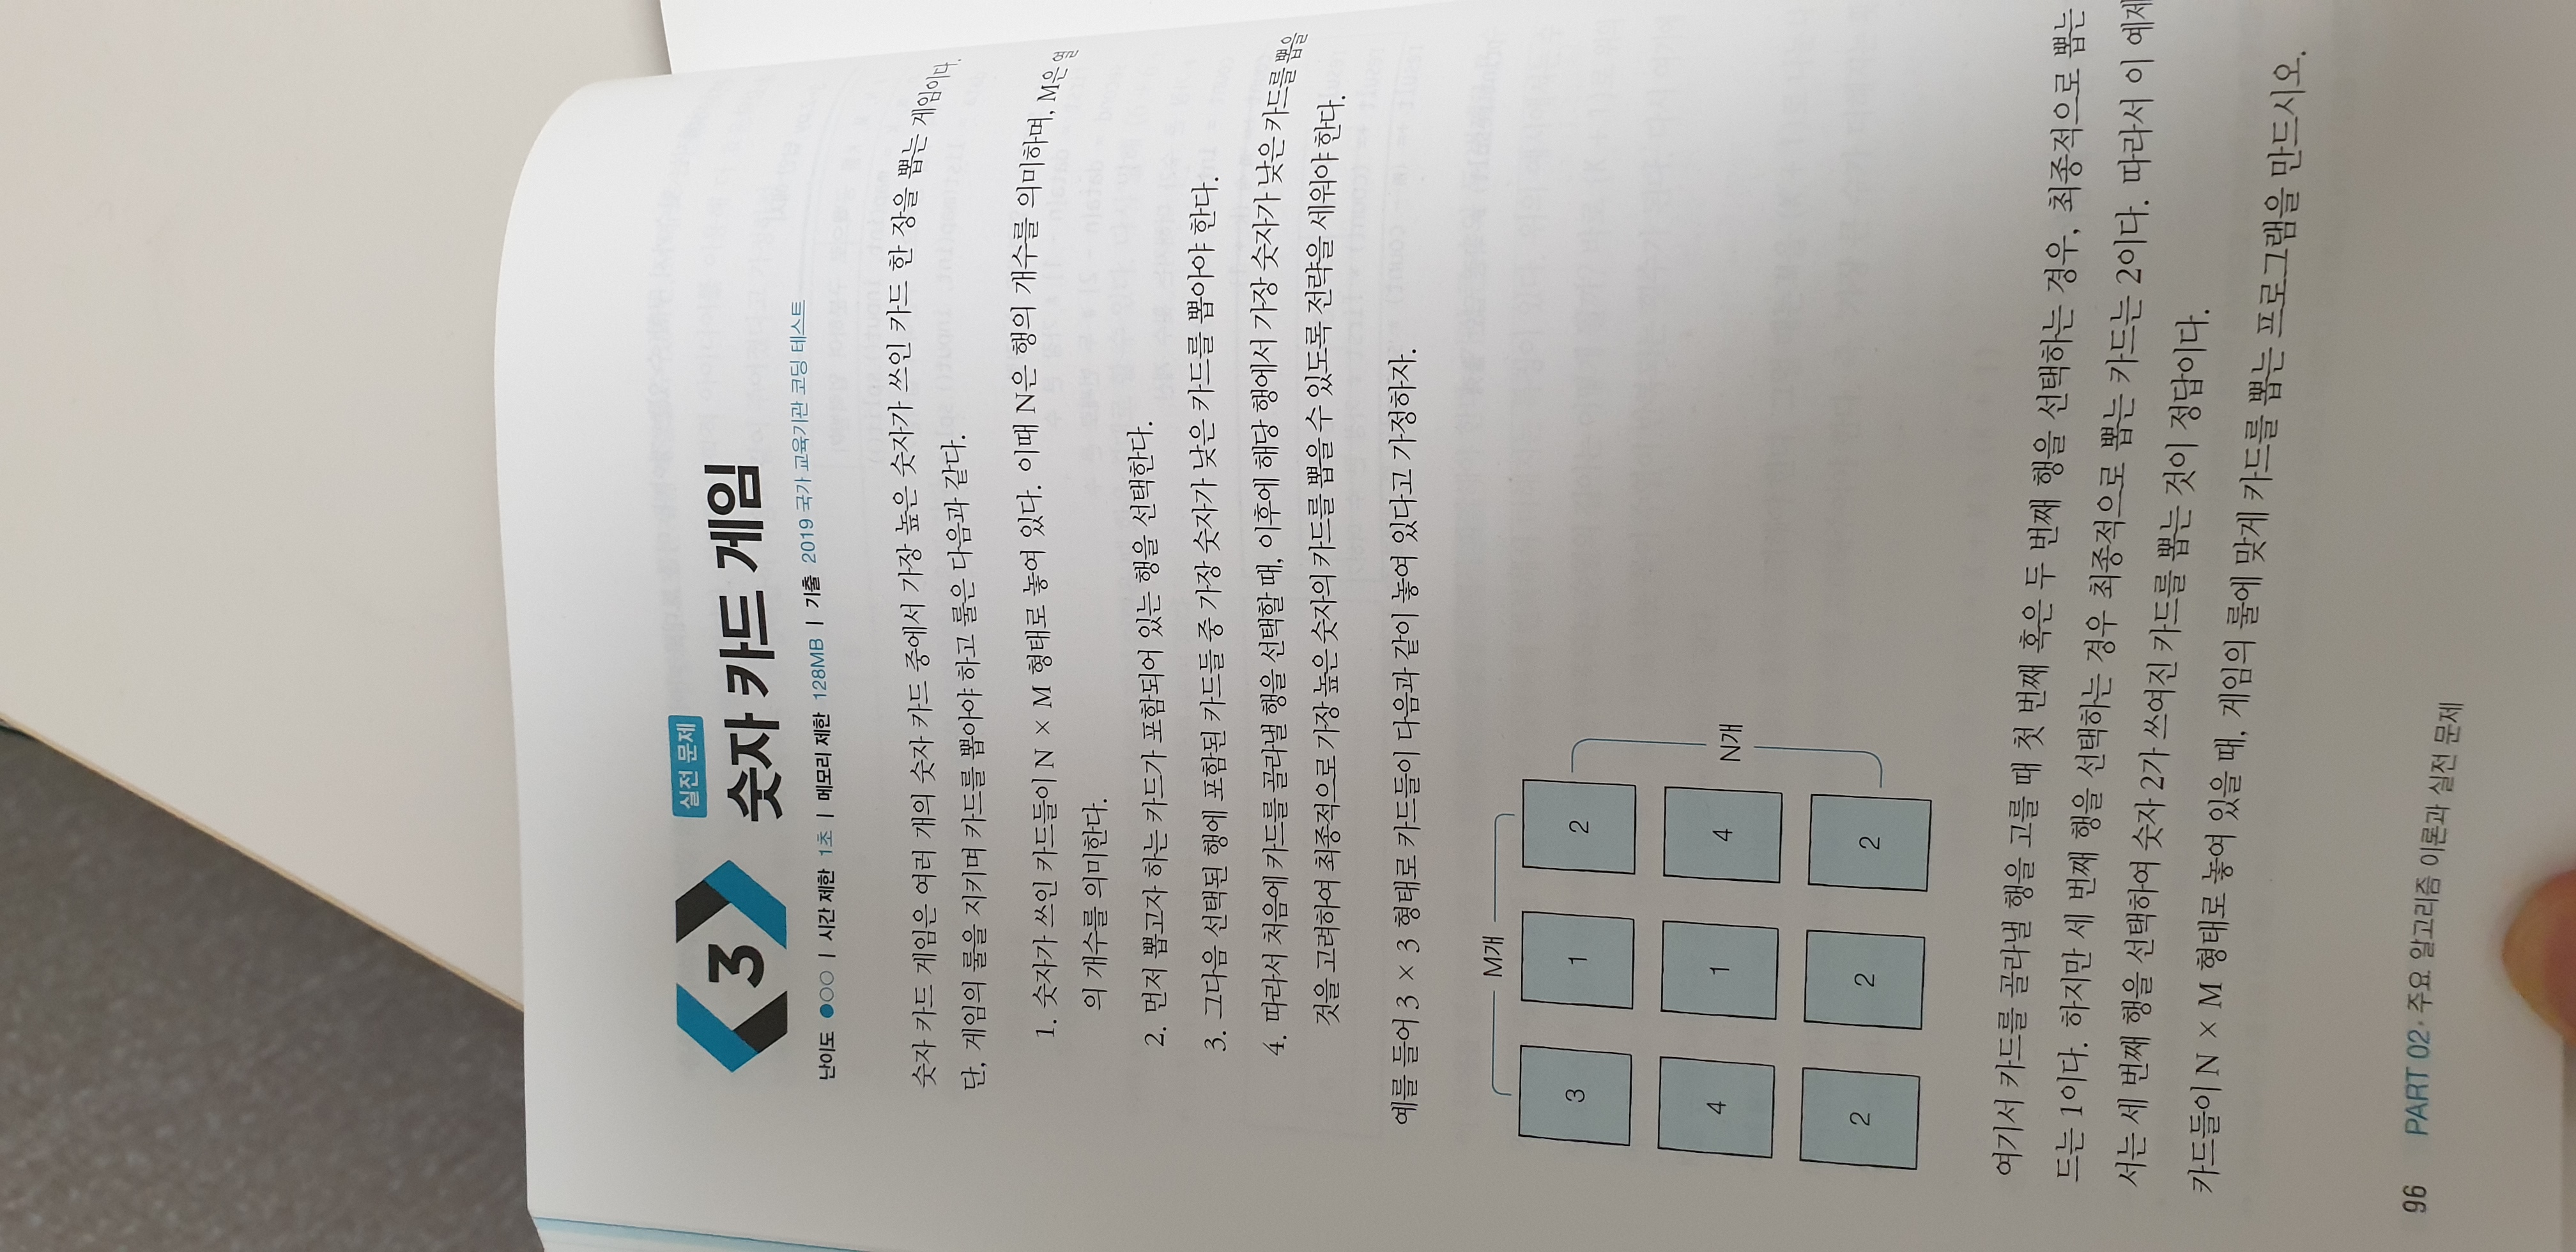 3
실전 문제
숫자 카드 게임
난이도 ●○○ | 시간 제한 1초 | 메모리 제한 128MB | 기출 2019 국가 교육기관 코딩 테스트
숫자 카드 게임은 여러 개의 숫자 카드 중에서 가장 높은 숫자가 쓰인 카드 한 장을 뽑는 게임이다.
단, 게임의 룰을 지키며 카드를 뽑아야 하고 룰은 다음과 같다.
1. 숫자가 쓰인 카드들이 N × M 형태로 놓여 있다. 이때 N은 행의 개수를 의미하며, M은 열
의 개수를 의미한다.
2. 먼저 뽑고자 하는 카드가 포함되어 있는 행을 선택한다.
3. 그다음 선택된 행에 포함된 카드들 중 가장 숫자가 낮은 카드를 뽑아야 한다.
4. 따라서 처음에 카드를 골라낼 행을 선택할 때, 이후에 해당 행에서 가장 숫자가 낮은 카드를 뽑을
것을 고려하여 최종적으로 가장 높은 숫자의 카드를 뽑을 수 있도록 전략을 세워야 한다.
예를 들어 3 × 3 형태로 카드들이 다음과 같이 놓여 있다고 가정하자.
M개
3 1 2
4 1 4
N개
2 2 2
여기서 카드를 골라낼 행을 고를 때 첫 번째 혹은 두 번째 행을 선택하는 경우, 최종적으로 뽑는
드는 1이다. 하지만 세 번째 행을 선택하는 경우 최종적으로 뽑는 카드는 2이다. 따라서 이 예제
서는 세 번째 행을 선택하여 숫자 2가 쓰여진 카드를 뽑는 것이 정답이다.
카드들이 N × M 형태로 놓여 있을 때, 게임의 룰에 맞게 카드를 뽑는 프로그램을 만드시오.
96 PART 02 · 주요 알고리즘 이론과 실전 문제